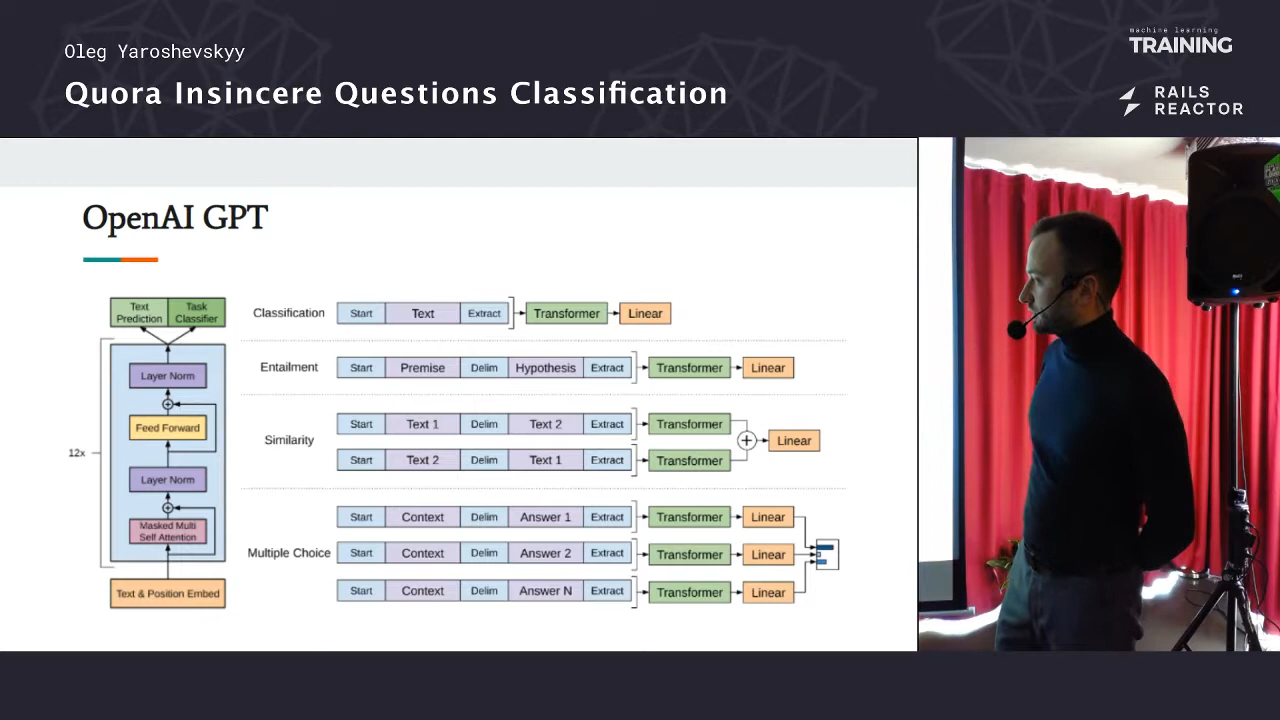 Oleg Yaroshevskyy
Quora Insincere Questions Classification
machine learning
TRAINING
RAILS
REACTOR
OpenAI GPT
Text
Prediction
Task
Classifier
Layer Norm
Feed Forward
12x
Layer Norm
Masked Multi
Self Attention
Text & Position Embed
Classification Start Text Extract Transformer Linear
Entailment Start Premise Delim Hypothesis Extract Transformer Linear
Similarity
Start Text 1 Delim Text 2 Extract Transformer
Linear
Start Text 2 Delim Text 1 Extract Transformer
Multiple Choice
Start Context Delim Answer 1 Extract Transformer Linear
Start Context Delim Answer 2 Extract Transformer Linear
Start Context Delim Answer N Extract Transformer Linear